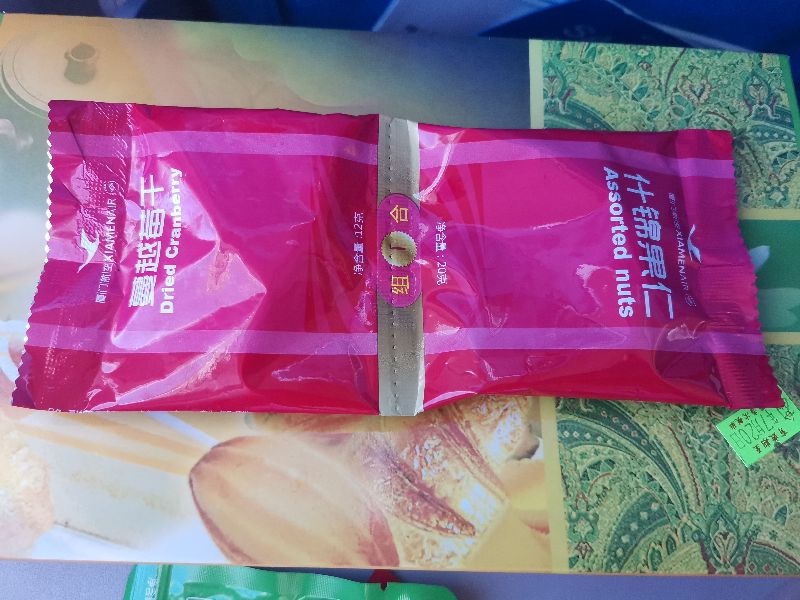 厦门航空 XIAMENAIR
蔓越莓干
Dried Cranberry
净含量:12克
组合
净含量:20克
什锦果仁
Assorted nuts
厦门航空 XIAMENAIR